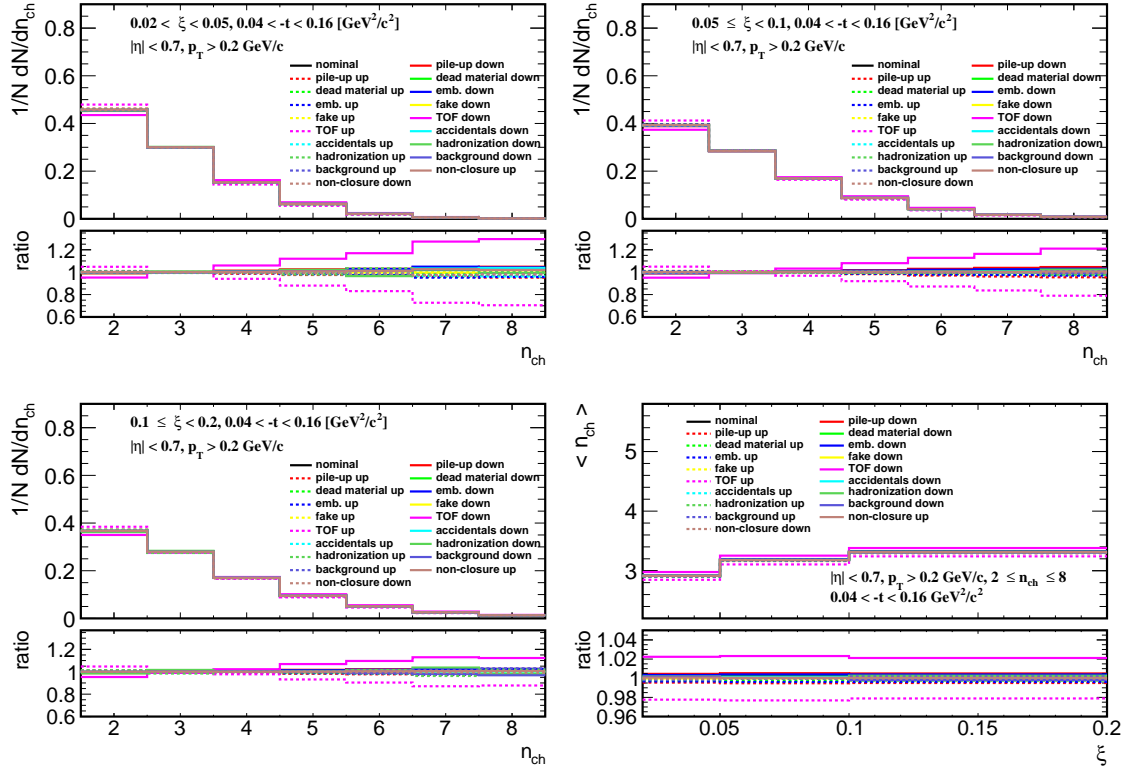 0.02 < ξ < 0.05, 0.04 < -t < 0.16 [GeV²/c²]
|η| < 0.7, p_T > 0.2 GeV/c
nominal
pile-up down
pile-up up
dead material down
dead material up
emb. down
emb. up
fake down
fake up
TOF down
TOF up
accidentals down
accidentals up
hadronization down
hadronization up
background down
background up
non-closure up
non-closure down
1/N dN/dn_ch
0.8
0.6
0.4
0.2
0
ratio
1.2
1
0.8
0.6
2 3 4 5 6 7 8
n_ch
0.05 ≤ ξ < 0.1, 0.04 < -t < 0.16 [GeV²/c²]
|η| < 0.7, p_T > 0.2 GeV/c
nominal
pile-up down
pile-up up
dead material down
dead material up
emb. down
emb. up
fake down
fake up
TOF down
TOF up
accidentals down
accidentals up
hadronization down
hadronization up
background down
background up
non-closure up
non-closure down
1/N dN/dn_ch
0.8
0.6
0.4
0.2
0
ratio
1.2
1
0.8
0.6
2 3 4 5 6 7 8
n_ch
0.1 ≤ ξ < 0.2, 0.04 < -t < 0.16 [GeV²/c²]
|η| < 0.7, p_T > 0.2 GeV/c
nominal
pile-up down
pile-up up
dead material down
dead material up
emb. down
emb. up
fake down
fake up
TOF down
TOF up
accidentals down
accidentals up
hadronization down
hadronization up
background down
background up
non-closure up
non-closure down
1/N dN/dn_ch
0.8
0.6
0.4
0.2
0
ratio
1.2
1
0.8
0.6
2 3 4 5 6 7 8
n_ch
< n_ch >
nominal
pile-up down
pile-up up
dead material down
dead material up
emb. down
emb. up
fake down
fake up
TOF down
TOF up
accidentals down
accidentals up
hadronization down
hadronization up
background down
background up
non-closure up
non-closure down
5
4
3
|η| < 0.7, p_T > 0.2 GeV/c, 2 ≤ n_ch ≤ 8
0.04 < -t < 0.16 GeV²/c²
ratio
1.04
1.02
1
0.98
0.96
0.05 0.1 0.15 0.2
ξ